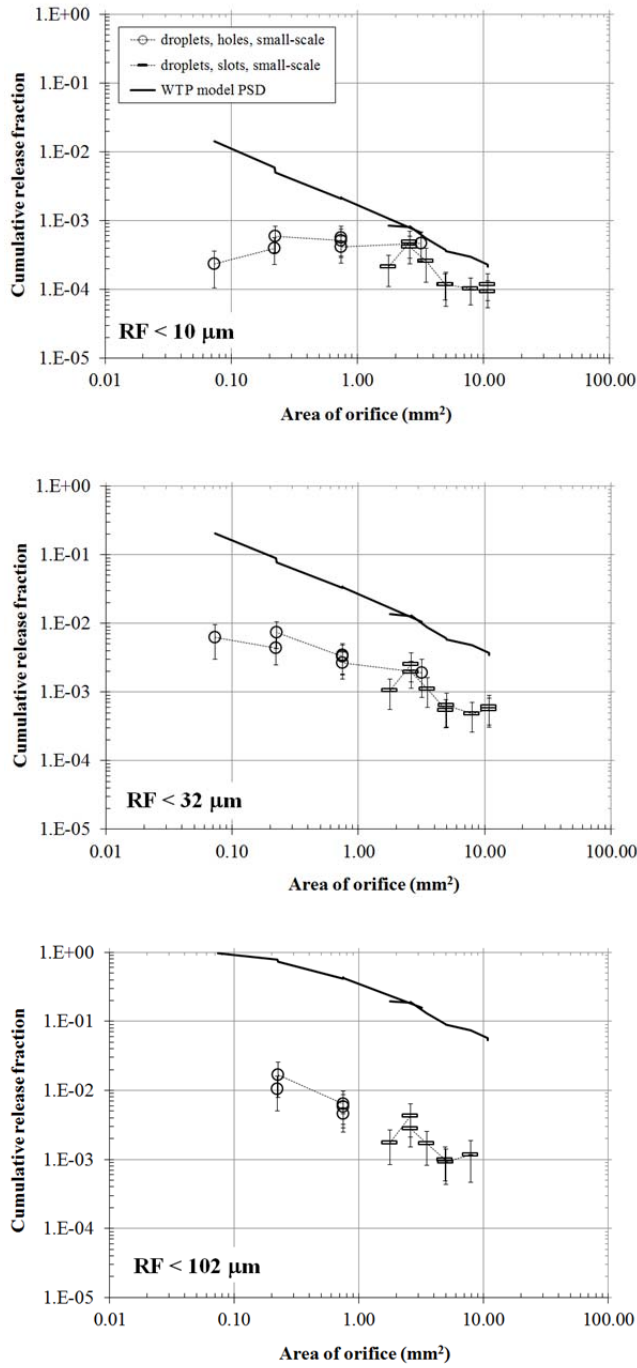 1.E+00
droplets, holes, small-scale
droplets, slots, small-scale
WTP model PSD
1.E-01
1.E-02
1.E-03
1.E-04
1.E-05
Cumulative release fraction
RF < 10 μm
0.01 0.10 1.00 10.00 100.00
Area of orifice (mm²)
1.E+00
1.E-01
1.E-02
1.E-03
1.E-04
1.E-05
Cumulative release fraction
RF < 32 μm
0.01 0.10 1.00 10.00 100.00
Area of orifice (mm²)
1.E+00
1.E-01
1.E-02
1.E-03
1.E-04
1.E-05
Cumulative release fraction
RF < 102 μm
0.01 0.10 1.00 10.00 100.00
Area of orifice (mm²)